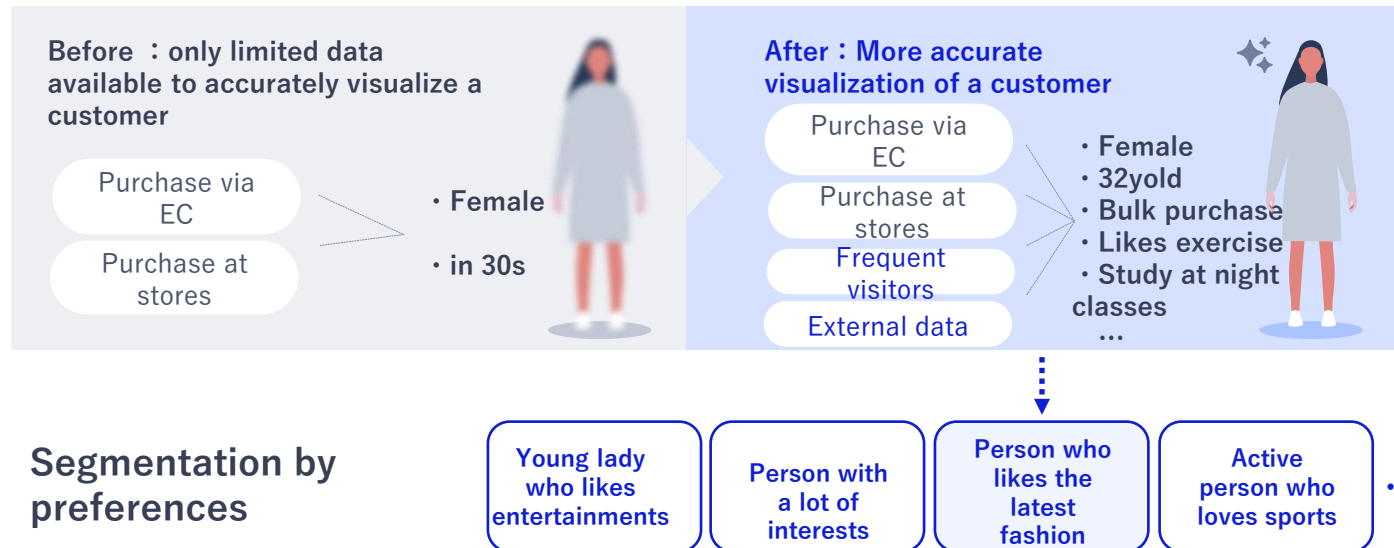 Before ：only limited data
available to accurately visualize a
customer
Purchase via
EC
Purchase at
stores
・Female
・in 30s
After：More accurate
visualization of a customer
Purchase via
EC
Purchase at
stores
Frequent
visitors
External data
・Female
・32yold
・Bulk purchase
・Likes exercise
・Study at night
classes
…
Segmentation by
preferences
Young lady
who likes
entertainments
Person with
a lot of
interests
Person who
likes the
latest
fashion
Active
person who
loves sports